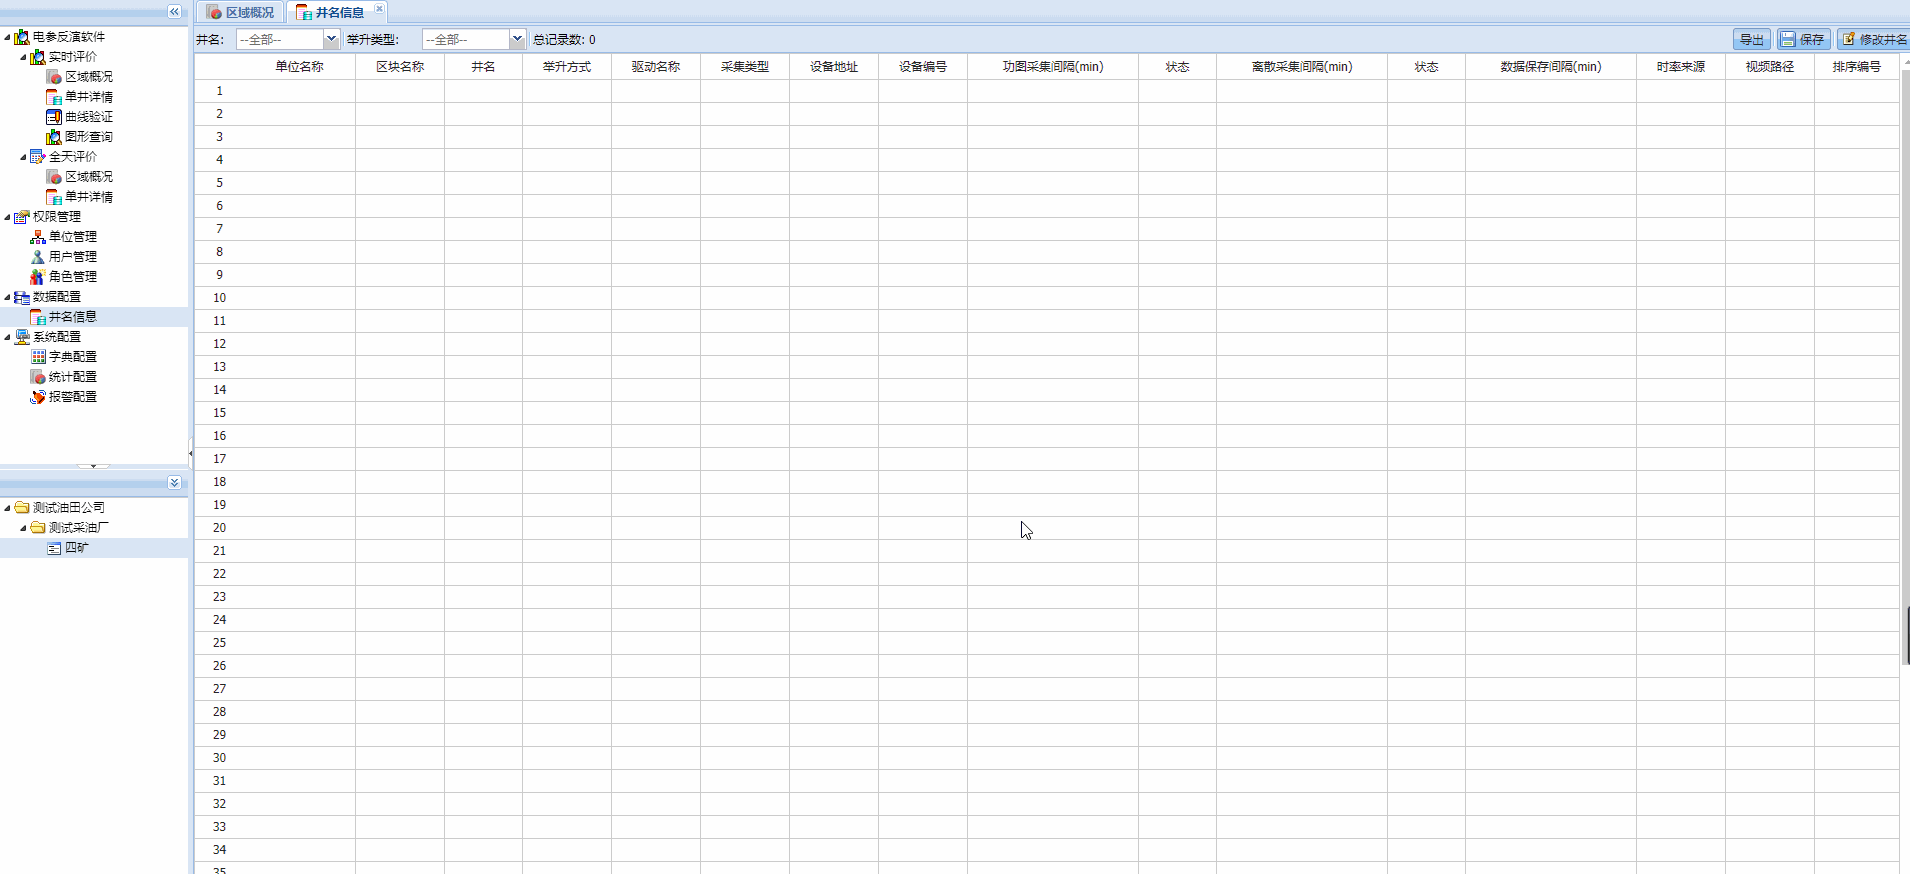 区域概况 井名信息
井名: --全部-- 举升类型: --全部-- 总记录数: 0 导出 保存 修改井名
电参反演软件
实时评价
区域概况
单井详情
曲线验证
图形查询
全天评价
区域概况
单井详情
权限管理
单位管理
用户管理
角色管理
数据配置
井名信息
系统配置
字典配置
统计配置
报警配置
测试油田公司
测试采油厂
四矿
单位名称 区块名称 井名 举升方式 驱动名称 采集类型 设备地址 设备编号 功图采集间隔(min) 状态 离散采集间隔(min) 状态 数据保存间隔(min) 时率来源 视频路径 排序编号
1
2
3
4
5
6
7
8
9
10
11
12
13
14
15
16
17
18
19
20
21
22
23
24
25
26
27
28
29
30
31
32
33
34
35